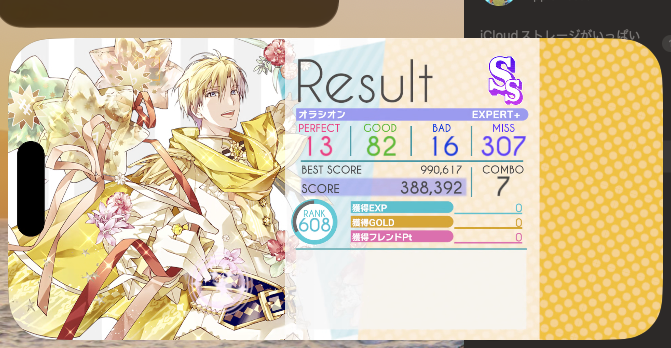 iCloudストレージがいっぱい
Result
SS
オラシオン EXPERT+
PERFECT GOOD BAD MISS
13 82 16 307
BEST SCORE 990,617 COMBO
SCORE 388,392 7
RANK
608
獲得EXP 0
獲得GOLD 0
獲得フレンドPt 0